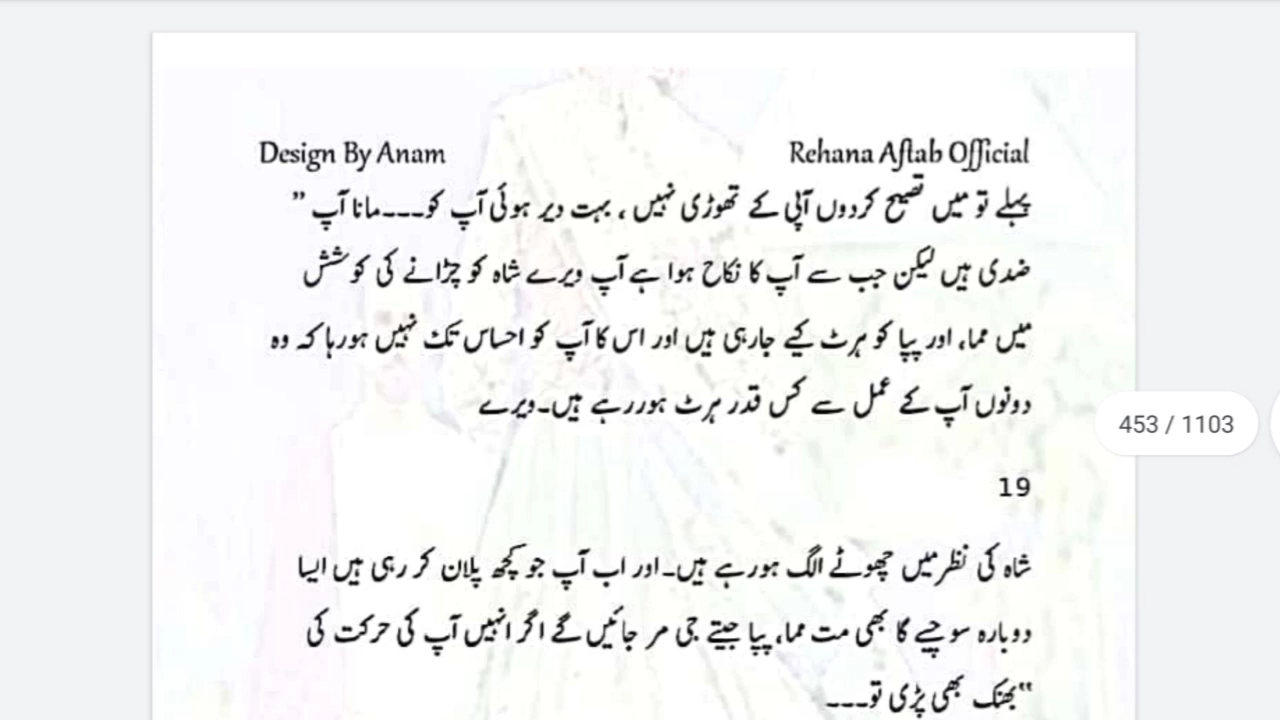 Design By Anam Rehana Aftab Official
پہلے تو میں تصیح کردوں آپی کے تھوڑی نہیں ، بہت دیر ہوئی آپ کو۔۔۔مانا آپ ”
ضدی ہیں لیکن جب سے آپ کا نکاح ہوا ہے آپ ویرے شاہ کو چڑانے کی کوشش
میں مما، اور پپا کو ہرٹ کیے جارہی ہیں اور اس کا آپ کو احساس تک نہیں ہورہا کہ وہ
دونوں آپ کے عمل سے کس قدر ہرٹ ہوررہے ہیں۔ویرے
19
شاہ کی نظر میں چھوٹے الگ ہورہے ہیں۔اور اب آپ جو کچھ پلان کر رہی ہیں ایسا
دوبارہ سوچیے گا بھی مت مما، پپا جیتے جی مر جائیں گے اگر انہیں آپ کی حرکت کی
“بھنک بھی پڑی تو۔۔۔
453 / 1103